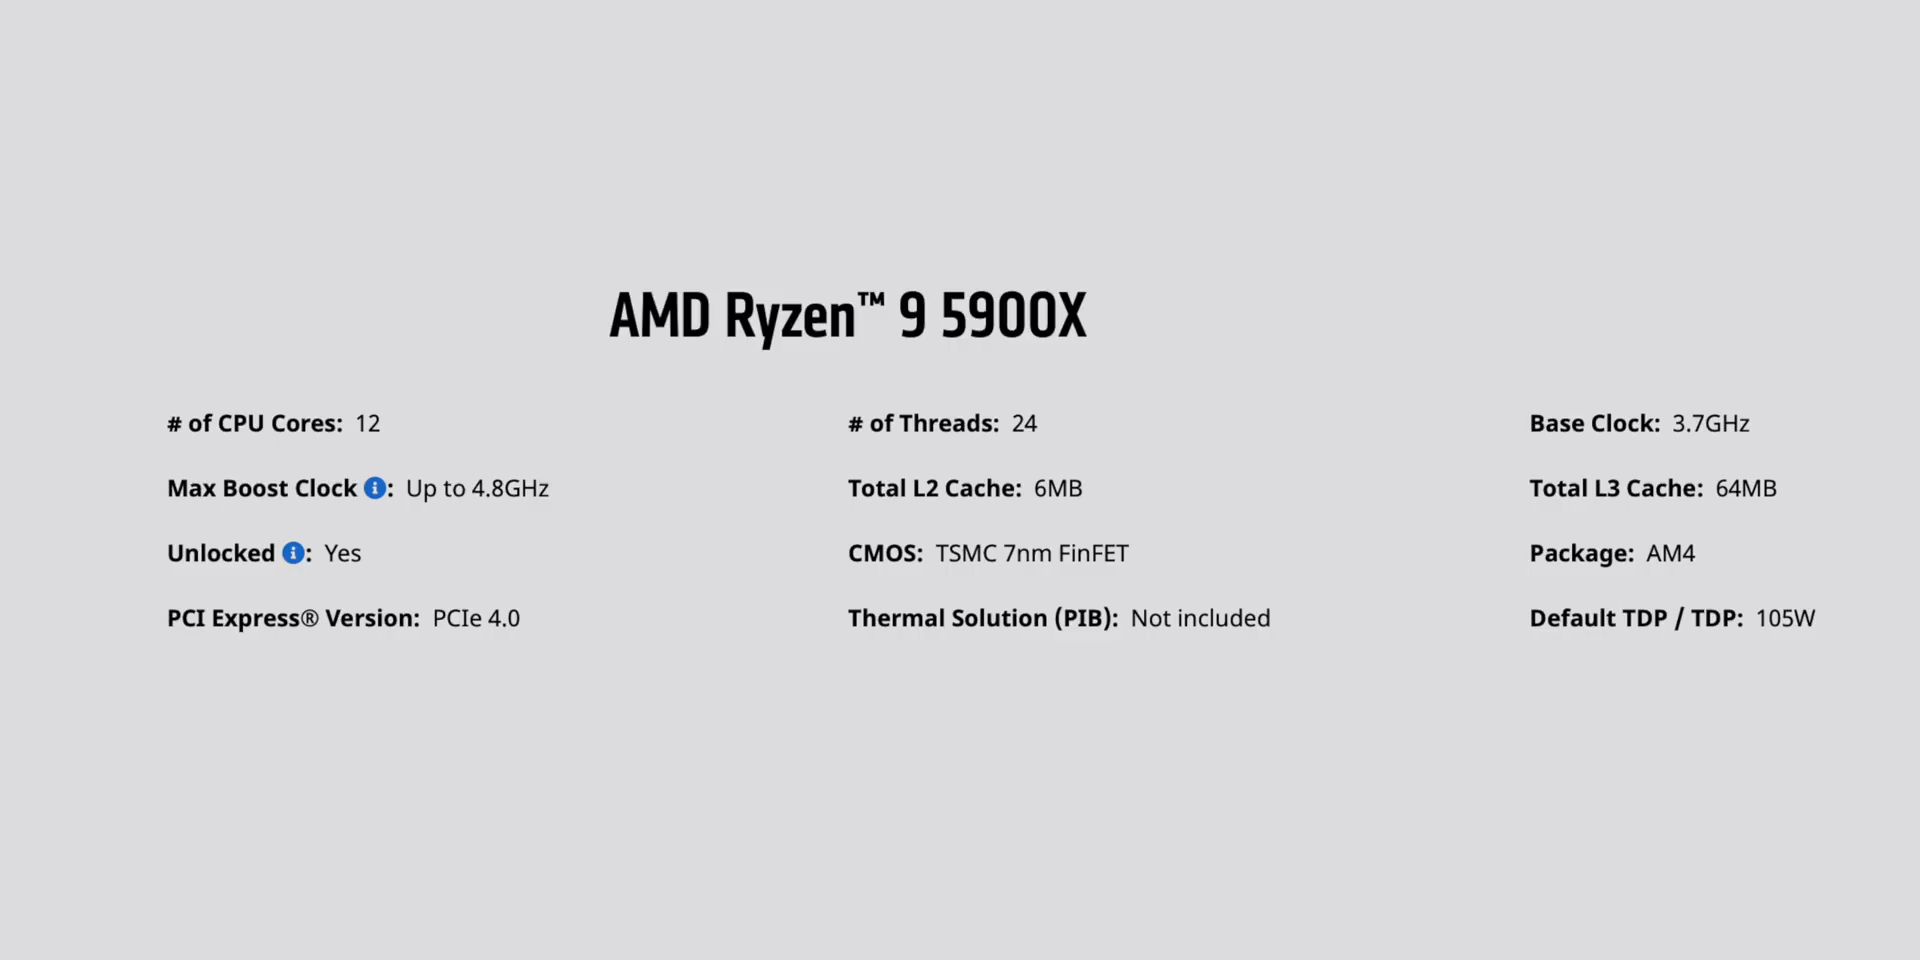 AMD Ryzen™ 9 5900X
# of CPU Cores: 12 # of Threads: 24 Base Clock: 3.7GHz
Max Boost Clock i: Up to 4.8GHz Total L2 Cache: 6MB Total L3 Cache: 64MB
Unlocked i: Yes CMOS: TSMC 7nm FinFET Package: AM4
PCI Express® Version: PCIe 4.0 Thermal Solution (PIB): Not included Default TDP / TDP: 105W